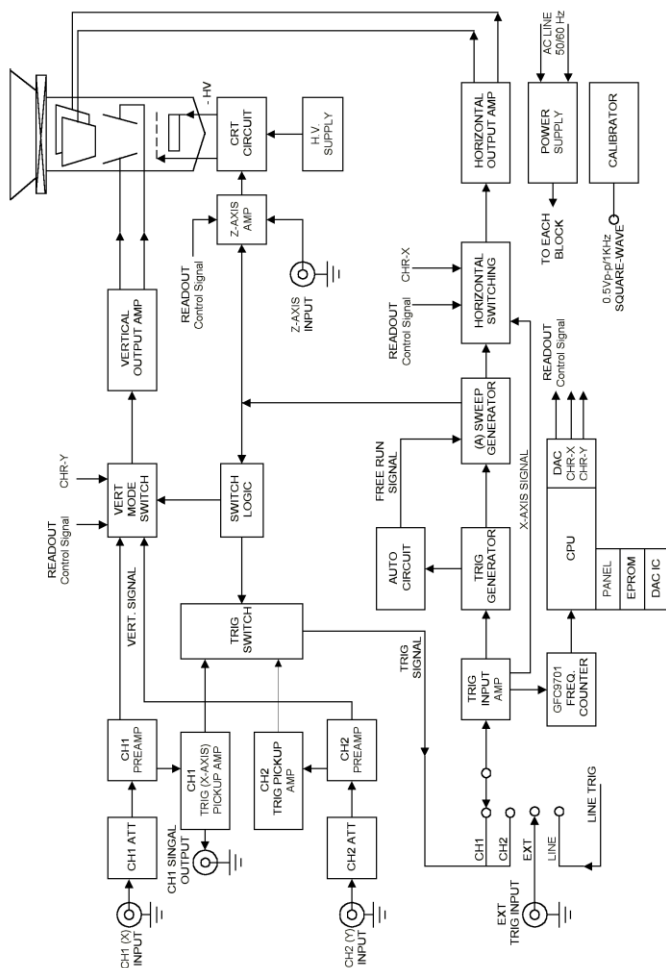 CH1 (X)
INPUT
CH1 ATT
CH1
PREAMP
VERT. SIGNAL
READOUT
Control Signal
CHR-Y
VERT
MODE
SWITCH
VERTICAL
OUTPUT AMP
CH1 SINGAL
OUTPUT
CH1
TRIG (X-AXIS)
PICKUP AMP
CH2
TRIG PICKUP
AMP
CH2 (Y)
INPUT
CH2 ATT
CH2
PREAMP
TRIG
SWITCH
SWITCH
LOGIC
READOUT
Control Signal
Z-AXIS
AMP
Z-AXIS
INPUT
- HV
CRT
CIRCUIT
H.V.
SUPPLY
TRIG
SIGNAL
AUTO
CIRCUIT
FREE RUN
SIGNAL
CH1
CH2
EXT
LINE
EXT
TRIG INPUT
LINE TRIG
TRIG
INPUT
AMP
TRIG
GENERATOR
(A) SWEEP
GENERATOR
READOUT
Control Signal
CHR-X
HORIZONTAL
SWITCHING
HORIZONTAL
OUTPUT AMP
X-AXIS SIGNAL
GFC9701
FREQ.
COUNTER
CPU
DAC
CHR-X
CHR-Y
READOUT
Control Signal
PANEL
EPROM
DAC IC
TO EACH
BLOCK
POWER
SUPPLY
AC LINE
50/60 Hz
0.5Vp-p/1KHz
SQUARE-WAVE
CALIBRATOR